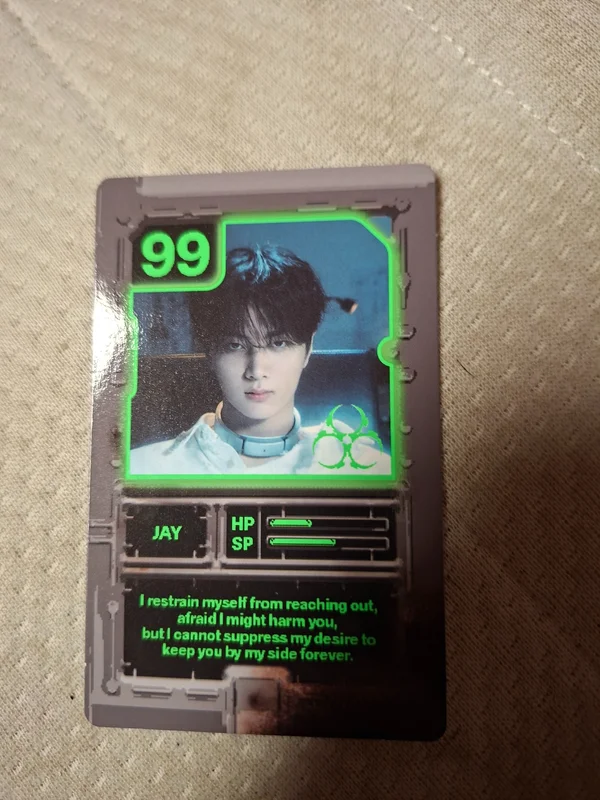 99
JAY
HP
SP
I restrain myself from reaching out,
afraid I might harm you,
but I cannot suppress my desire to
keep you by my side forever.